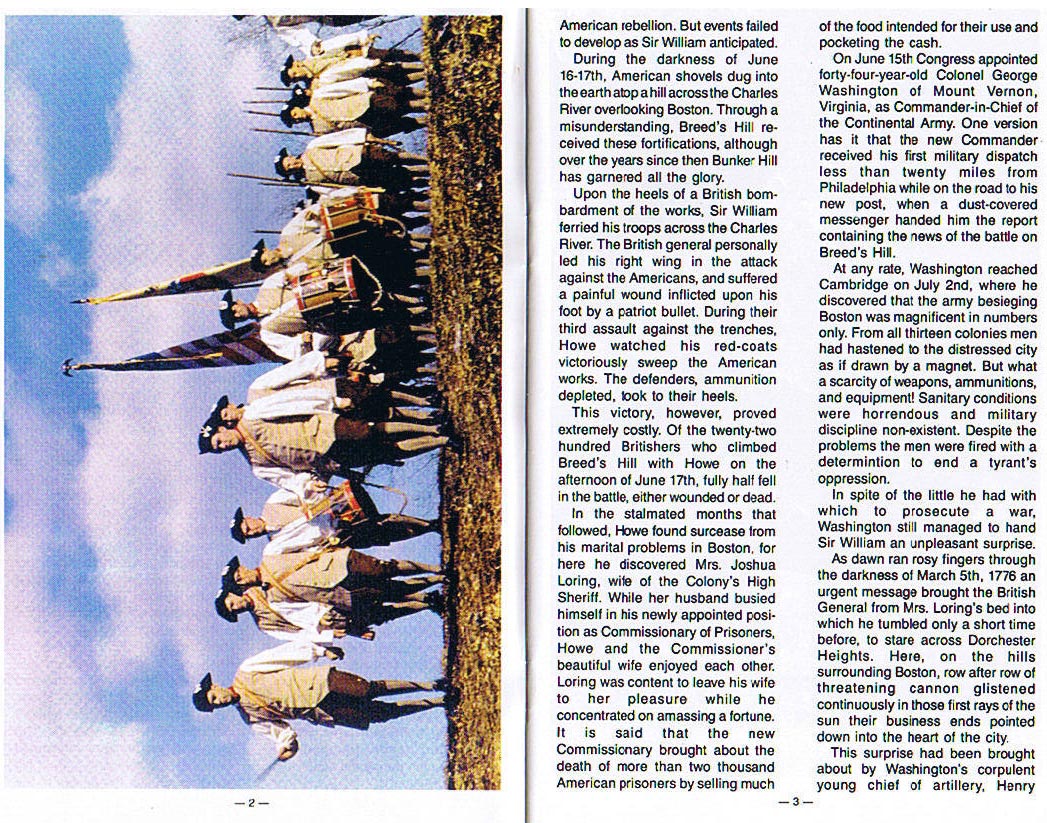 — 2 —
American rebellion. But events failed
to develop as Sir William anticipated.
During the darkness of June
16-17th, American shovels dug into
the earth atop a hill across the Charles
River overlooking Boston. Through a
misunderstanding, Breed's Hill re-
ceived these fortifications, although
over the years since then Bunker Hill
has garnered all the glory.
Upon the heels of a British bom-
bardment of the works, Sir William
ferried his troops across the Charles
River. The British general personally
led his right wing in the attack
against the Americans, and suffered
a painful wound inflicted upon his
foot by a patriot bullet. During their
third assault against the trenches,
Howe watched his red-coats
victoriously sweep the American
works. The defenders, ammunition
depleted, took to their heels.
This victory, however, proved
extremely costly. Of the twenty-two
hundred Britishers who climbed
Breed's Hill with Howe on the
afternoon of June 17th, fully half fell
in the battle, either wounded or dead.
In the stalmated months that
followed, Howe found surcease from
his marital problems in Boston, for
here he discovered Mrs. Joshua
Loring, wife of the Colony's High
Sheriff. While her husband busied
himself in his newly appointed posi-
tion as Commissionary of Prisoners,
Howe and the Commissioner's
beautiful wife enjoyed each other.
Loring was content to leave his wife
to her pleasure while he
concentrated on amassing a fortune.
It is said that the new
Commissionary brought about the
death of more than two thousand
American prisoners by selling much
of the food intended for their use and
pocketing the cash.
On June 15th Congress appointed
forty-four-year-old Colonel George
Washington of Mount Vernon,
Virginia, as Commander-in-Chief of
the Continental Army. One version
has it that the new Commander
received his first military dispatch
less than twenty miles from
Philadelphia while on the road to his
new post, when a dust-covered
messenger handed him the report
containing the news of the battle on
Breed's Hill.
At any rate, Washington reached
Cambridge on July 2nd, where he
discovered that the army besieging
Boston was magnificent in numbers
only. From all thirteen colonies men
had hastened to the distressed city
as if drawn by a magnet. But what
a scarcity of weapons, ammunitions,
and equipment! Sanitary conditions
were horrendous and military
discipline non-existent. Despite the
problems the men were fired with a
determintion to end a tyrant's
oppression.
In spite of the little he had with
which to prosecute a war,
Washington still managed to hand
Sir William an unpleasant surprise.
As dawn ran rosy fingers through
the darkness of March 5th, 1776 an
urgent message brought the British
General from Mrs. Loring's bed into
which he tumbled only a short time
before, to stare across Dorchester
Heights. Here, on the hills
surrounding Boston, row after row of
threatening cannon glistened
continuously in those first rays of the
sun their business ends pointed
down into the heart of the city.
This surprise had been brought
about by Washington's corpulent
young chief of artillery, Henry
— 3 —